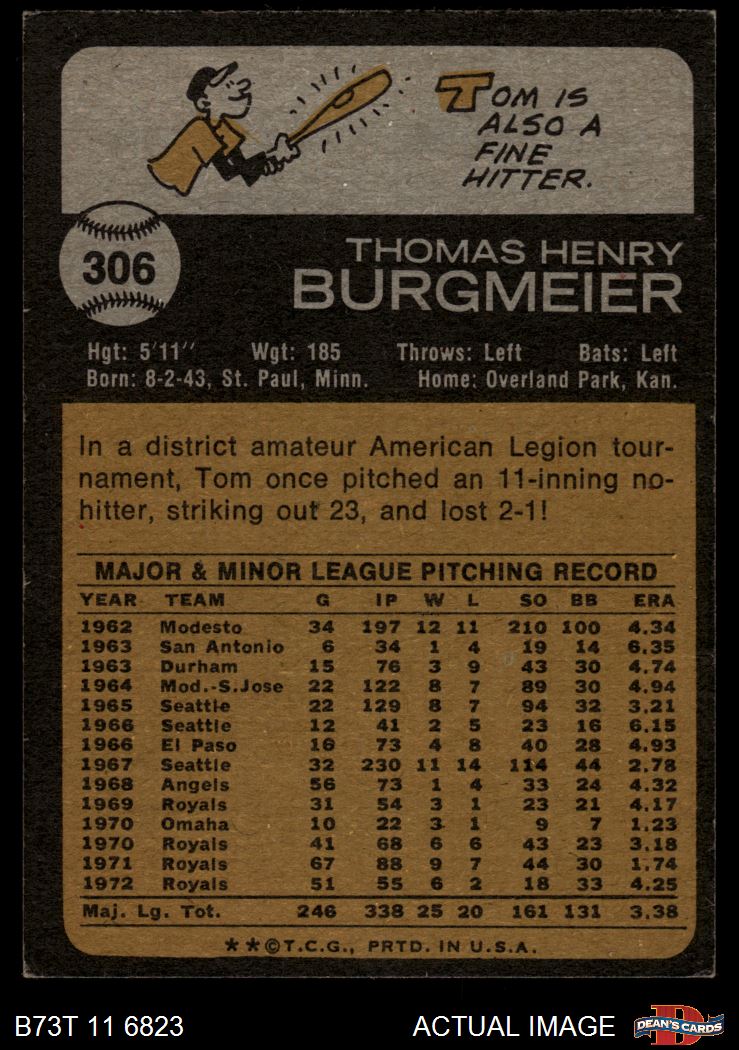 TOM IS
ALSO A
FINE
HITTER.
306
THOMAS HENRY
BURGMEIER
Hgt: 5'11" Wgt: 185 Throws: Left Bats: Left
Born: 8-2-43, St. Paul, Minn. Home: Overland Park, Kan.
In a district amateur American Legion tour-
nament, Tom once pitched an 11-inning no-
hitter, striking out 23, and lost 2-1!
MAJOR & MINOR LEAGUE PITCHING RECORD
YEAR TEAM G IP W L SO BB ERA
1962 Modesto 34 197 12 11 210 100 4.34
1963 San Antonio 6 34 1 4 19 14 6.35
1963 Durham 15 76 3 9 43 30 4.74
1964 Mod.-S.Jose 22 122 8 7 89 30 4.94
1965 Seattle 22 129 8 7 94 32 3.21
1966 Seattle 12 41 2 5 23 16 6.15
1966 El Paso 16 73 4 8 40 28 4.93
1967 Seattle 32 230 11 14 114 44 2.78
1968 Angels 56 73 1 4 33 24 4.32
1969 Royals 31 54 3 1 23 21 4.17
1970 Omaha 10 22 3 1 9 7 1.23
1970 Royals 41 68 6 6 43 23 3.18
1971 Royals 67 88 9 7 44 30 1.74
1972 Royals 51 55 6 2 18 33 4.25
Maj. Lg. Tot. 246 338 25 20 161 131 3.38
**©T.C.G., PRTD. IN U.S.A.
B73T 11 6823 ACTUAL IMAGE
DEAN'S CARDS